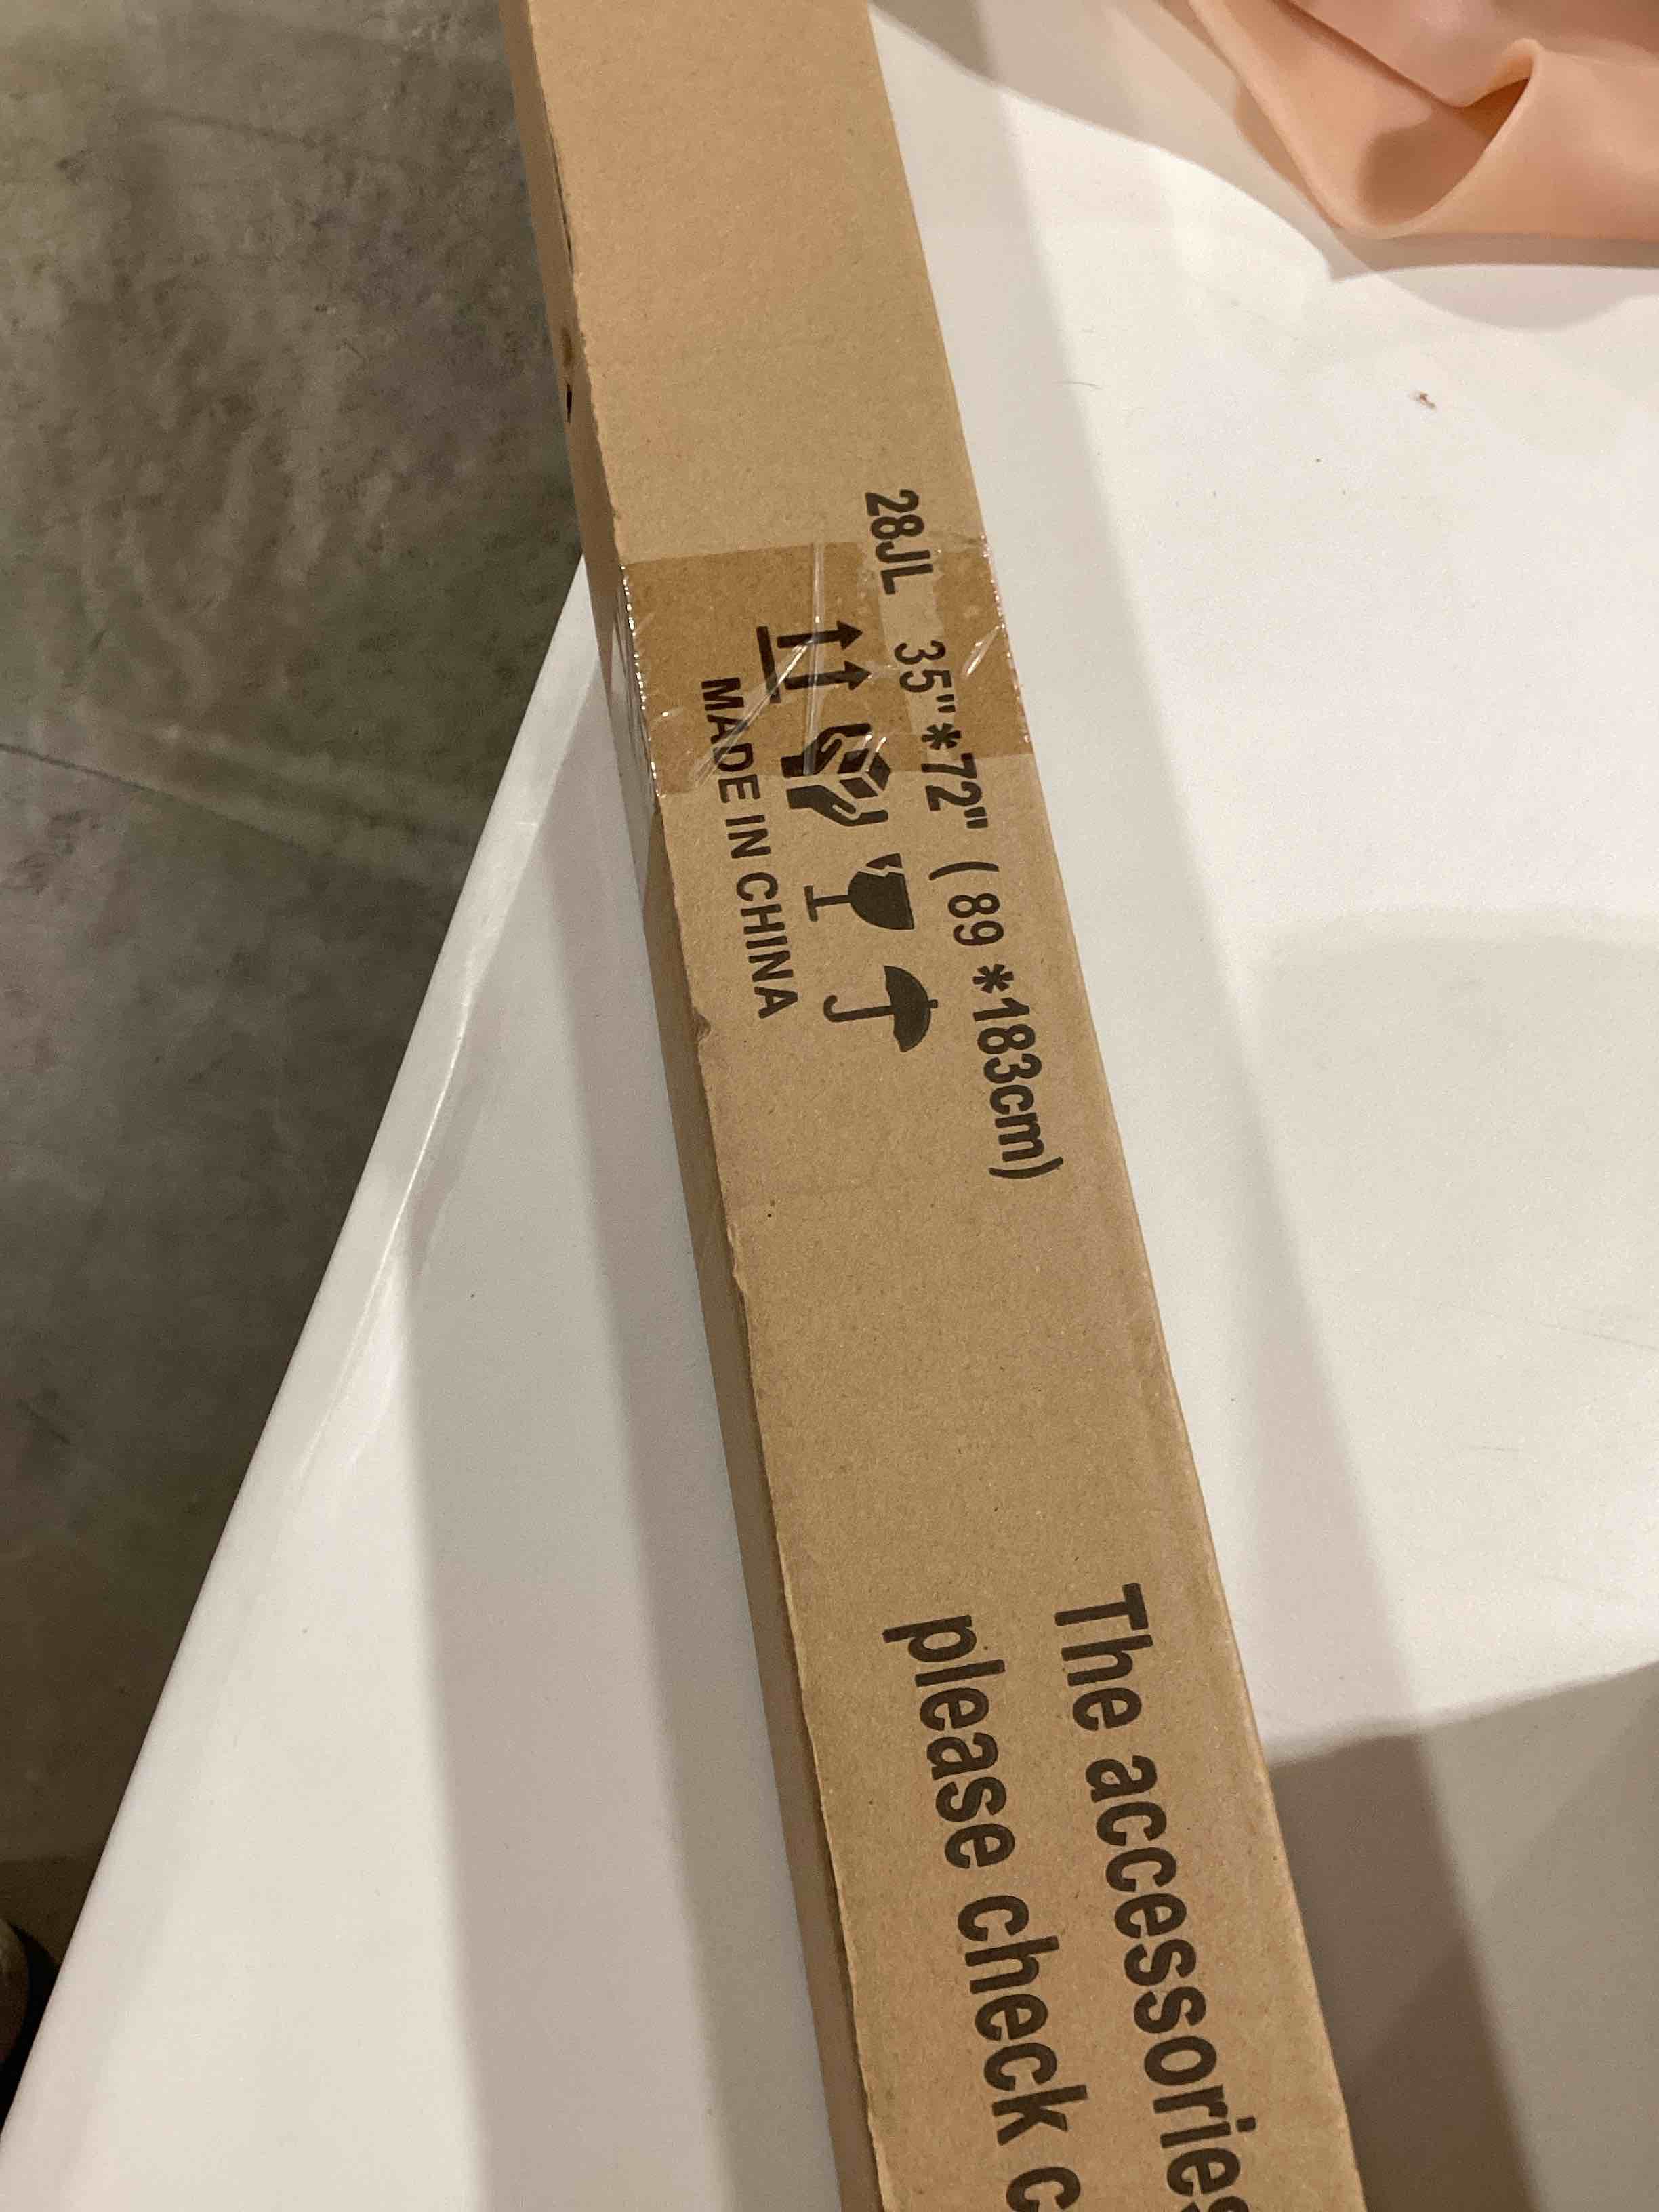 28JL 35"*72" ( 89 *183cm)
MADE IN CHINA
The accessories
please check